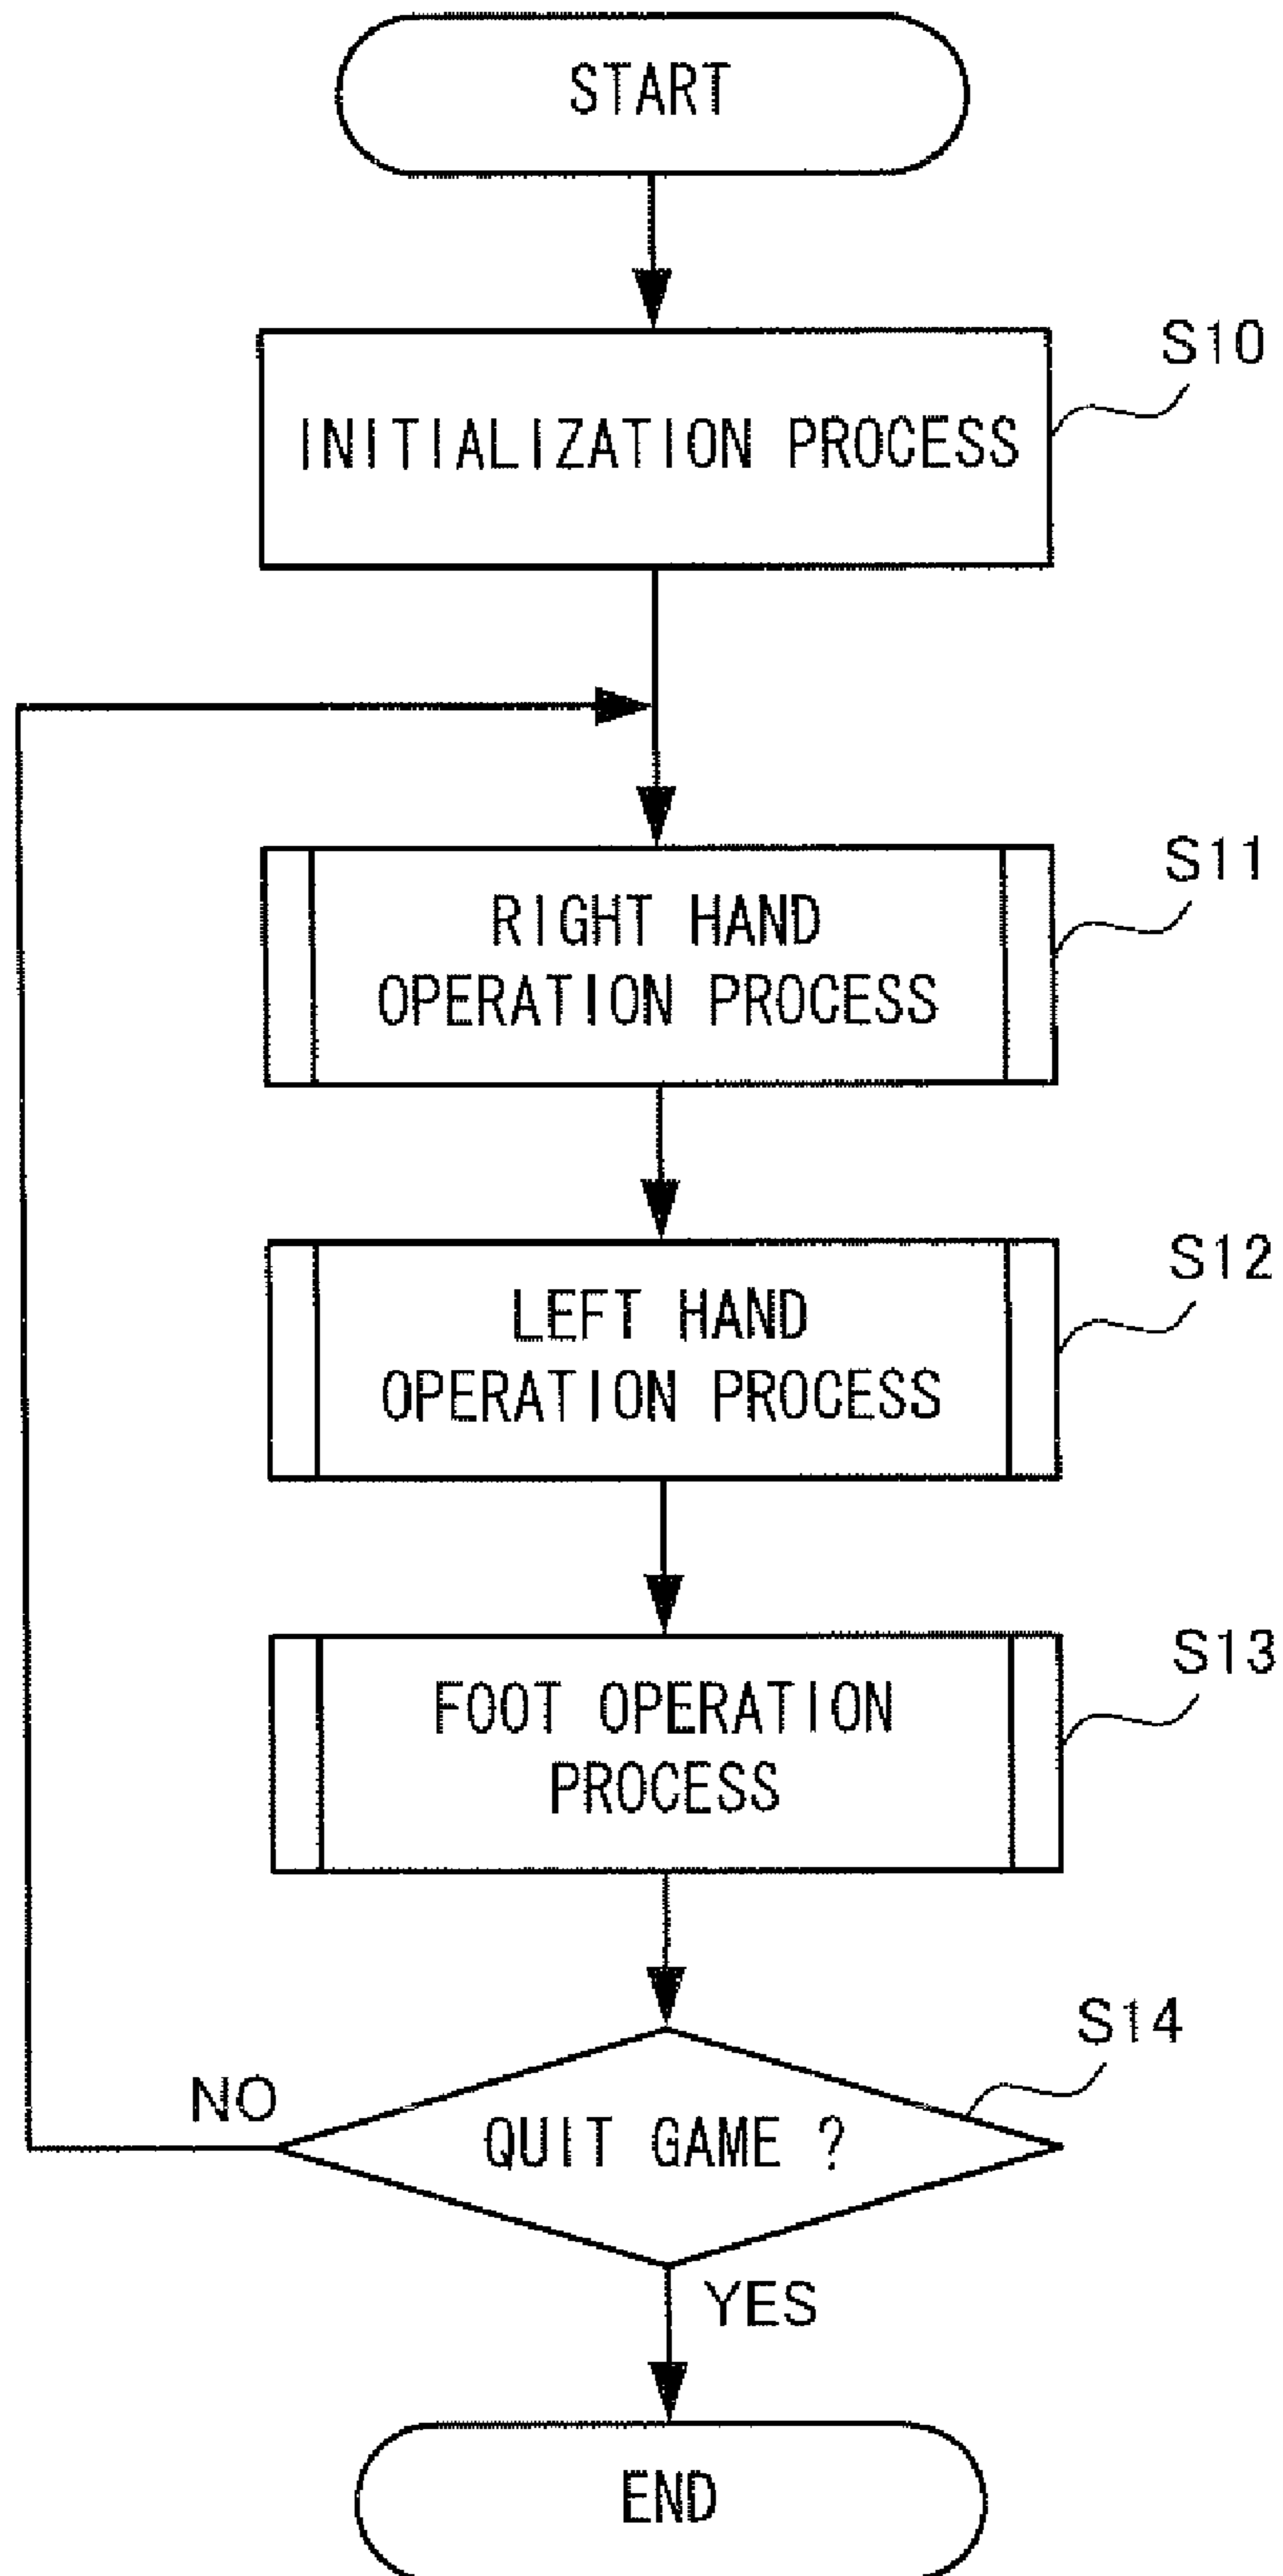 START
S10
INITIALIZATION PROCESS
S11
RIGHT HAND
OPERATION PROCESS
S12
LEFT HAND
OPERATION PROCESS
S13
FOOT OPERATION
PROCESS
S14
NO
QUIT GAME ?
YES
END